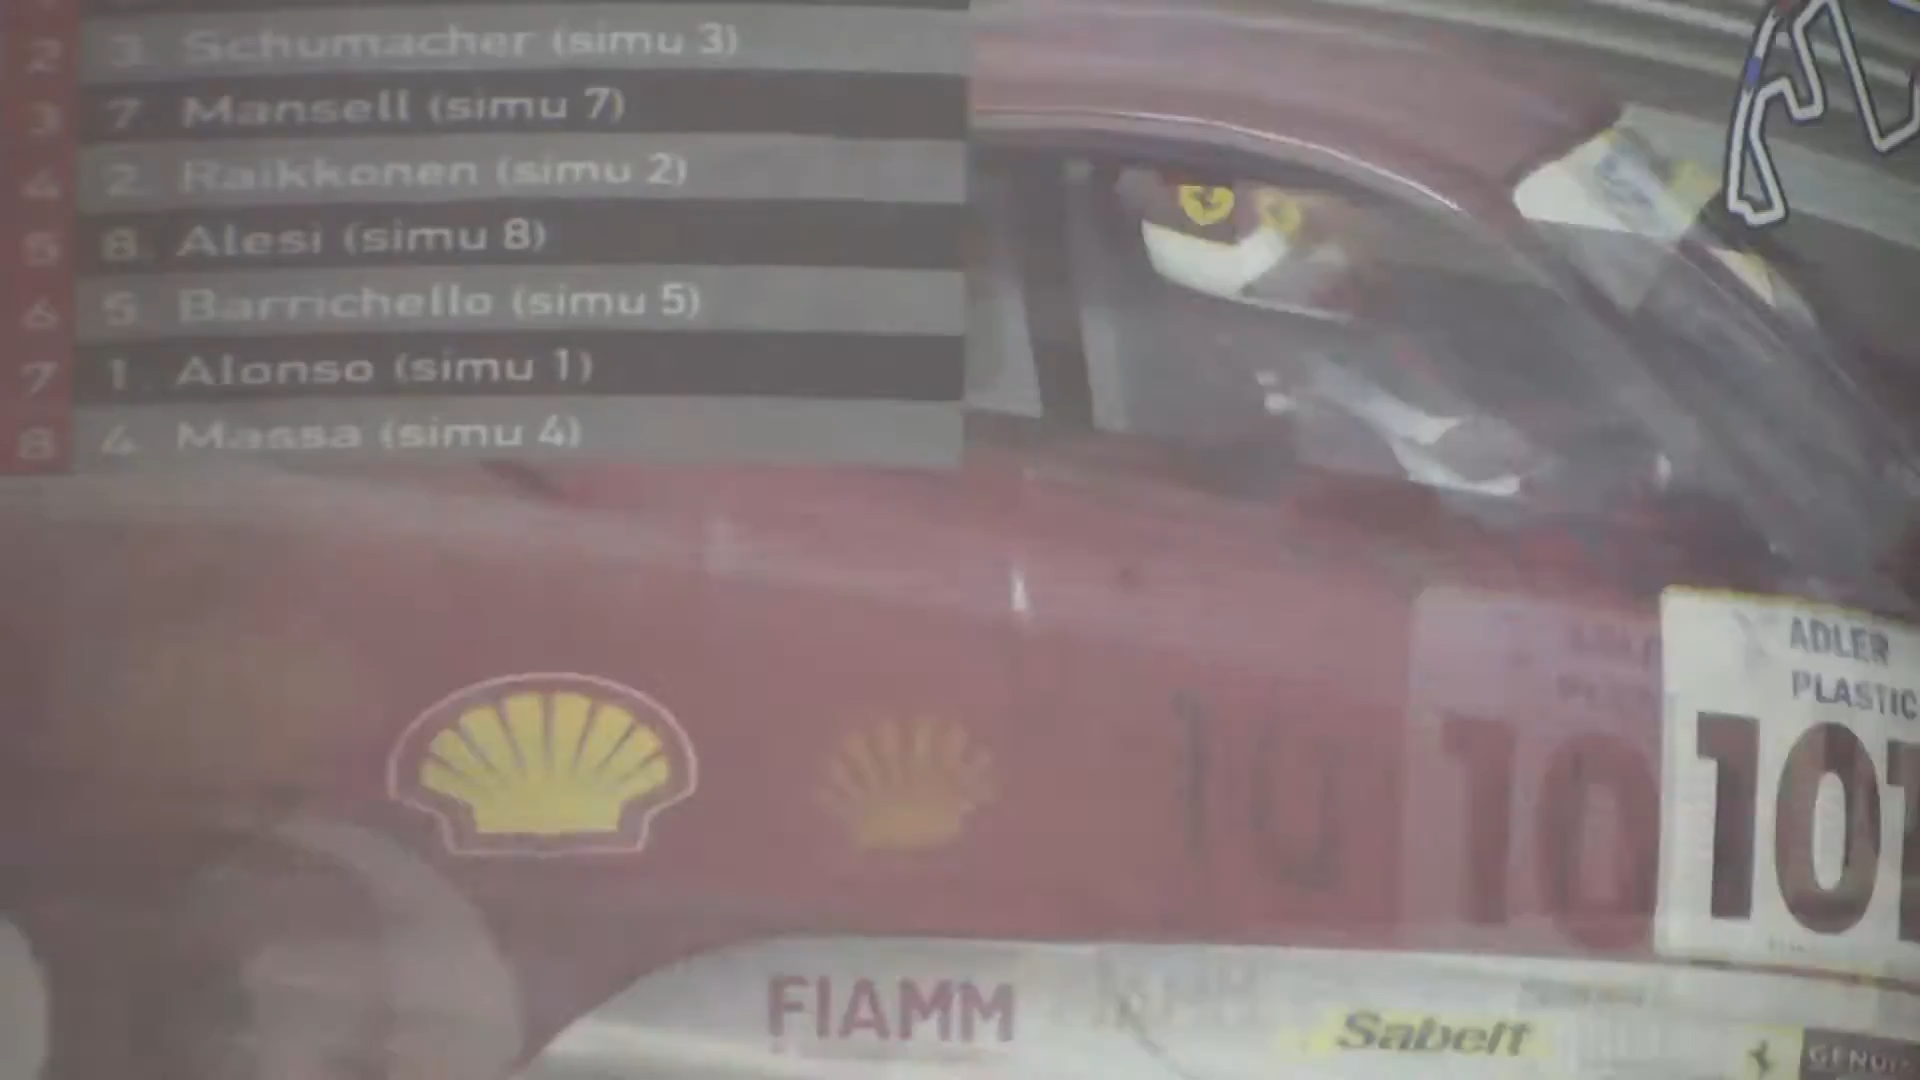 2 3. Schumacher (simu 3)
3 7. Mansell (simu 7)
4 2. Raikkonen (simu 2)
5 8. Alesi (simu 8)
6 5. Barrichello (simu 5)
7 1. Alonso (simu 1)
8 4. Massa (simu 4)
ADLER
PLASTIC
101
10
10
FIAMM
Sabelt